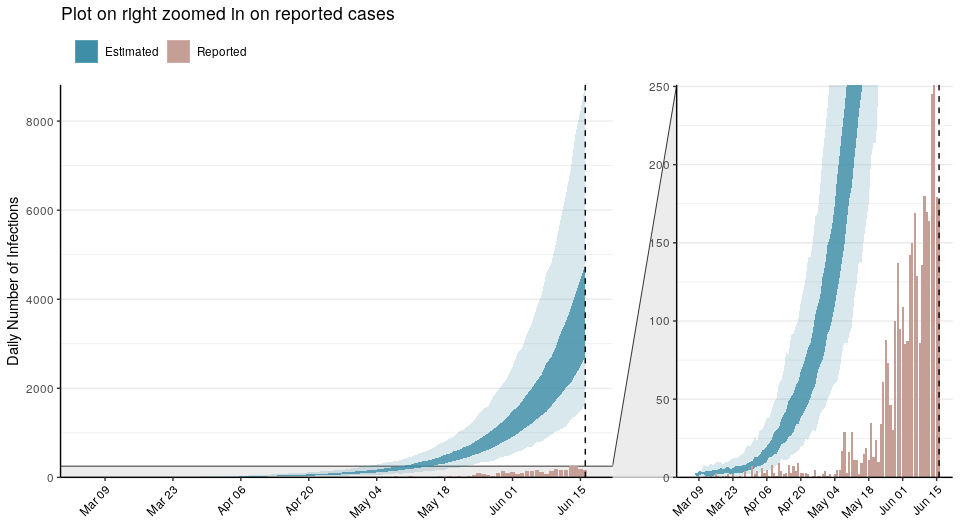 Plot on right zoomed in on reported cases
Estimated
Reported
Daily Number of Infections
8000
6000
4000
2000
0
Mar 09
Mar 23
Apr 06
Apr 20
May 04
May 18
Jun 01
Jun 15
250
200
150
100
50
0
Mar 09
Mar 23
Apr 06
Apr 20
May 04
May 18
Jun 01
Jun 15